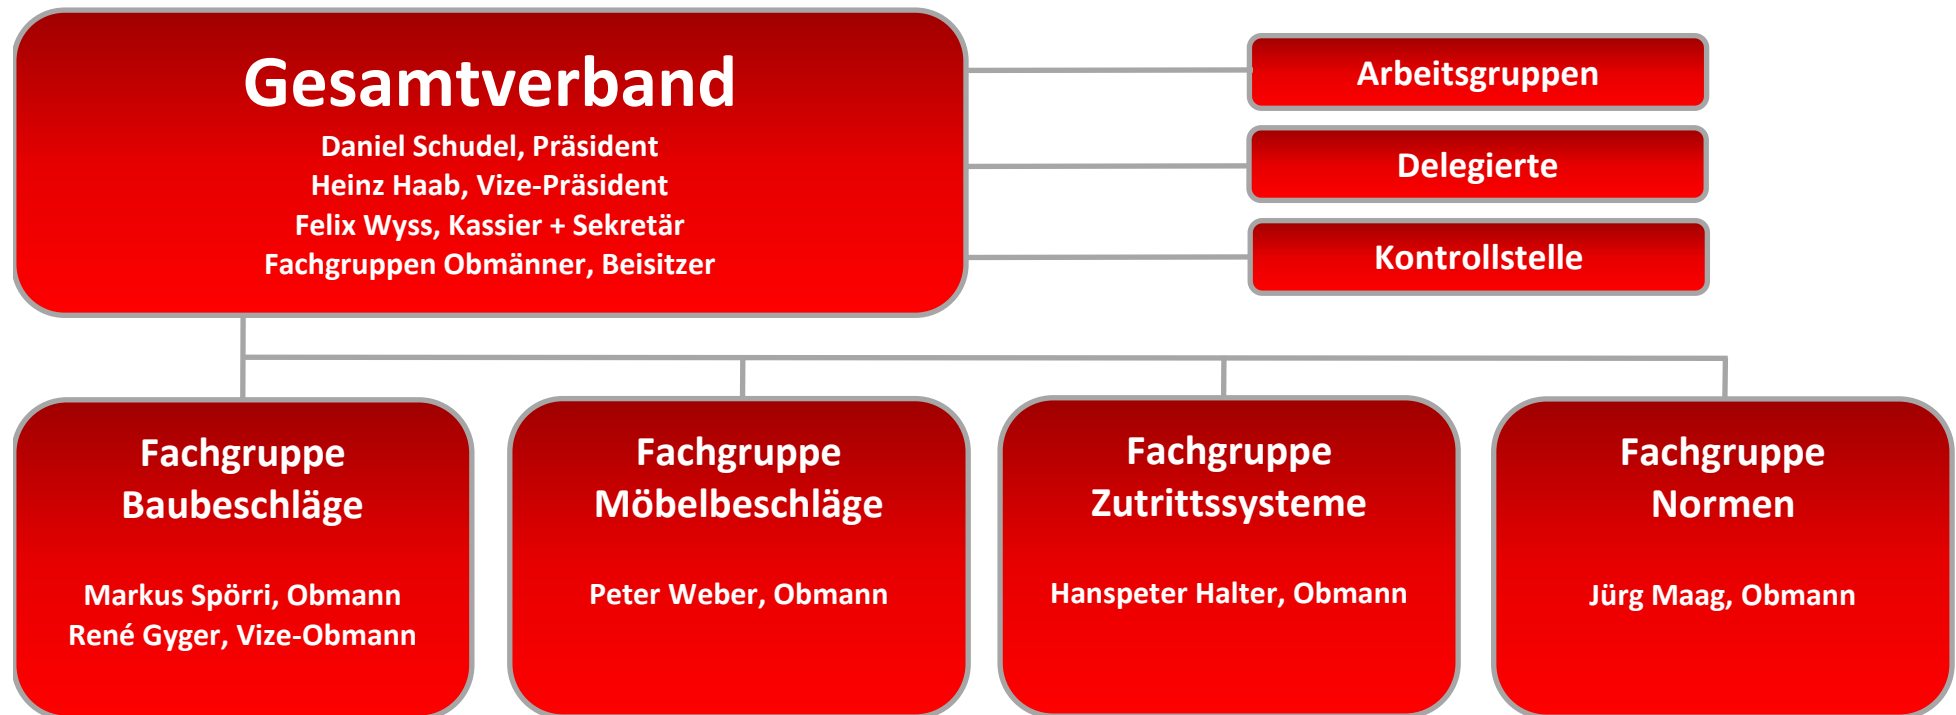 Gesamtverband
Daniel Schudel, Präsident
Heinz Haab, Vize-Präsident
Felix Wyss, Kassier + Sekretär
Fachgruppen Obmänner, Beisitzer
Arbeitsgruppen
Delegierte
Kontrollstelle
Fachgruppe
Baubeschläge
Markus Spörri, Obmann
René Gyger, Vize-Obmann
Fachgruppe
Möbelbeschläge
Peter Weber, Obmann
Fachgruppe
Zutrittssysteme
Hanspeter Halter, Obmann
Fachgruppe
Normen
Jürg Maag, Obmann